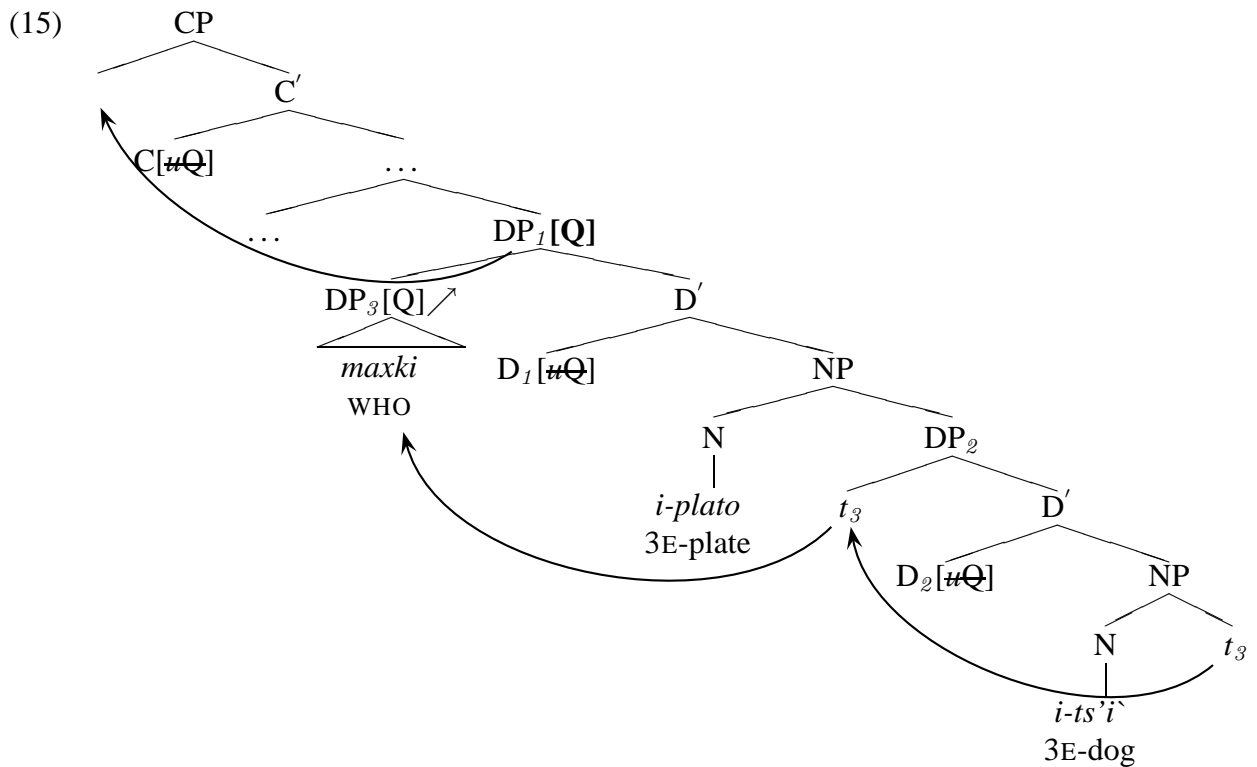 (15)
CP
C′
C[uQ]
. . .
. . .
DP1[Q]
DP3[Q]↗
D′
maxki
WHO
D1[uQ]
NP
N
DP2
i-plato
3E-plate
t3
D′
D2[uQ]
NP
N
t3
i-ts’i`
3E-dog